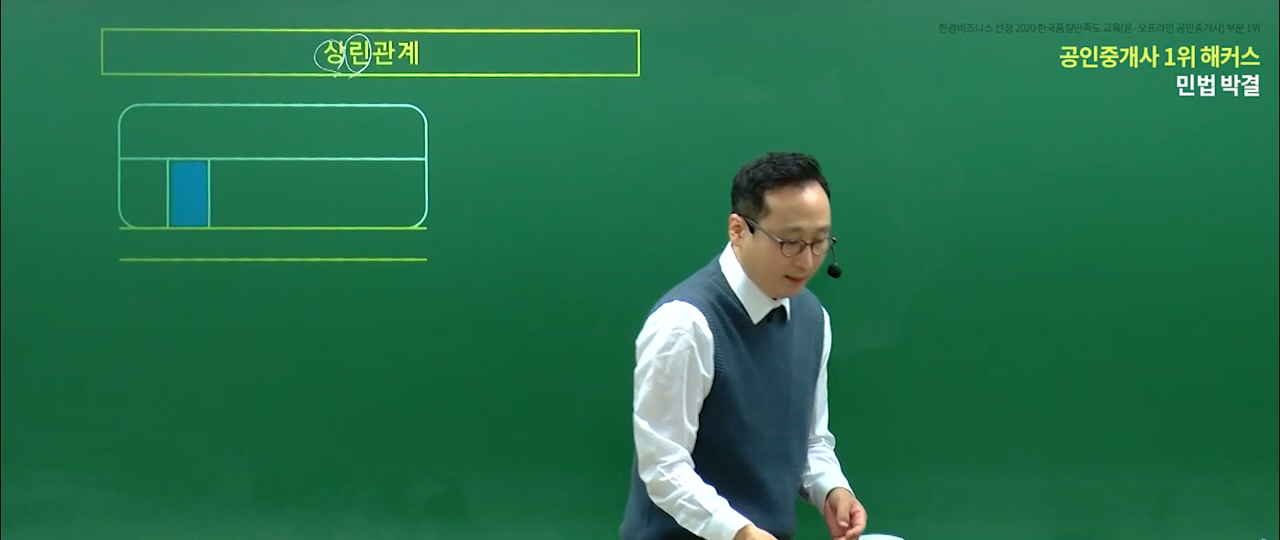 상린관계
한경비즈니스 선정 2020 한국품질만족도 교육(온·오프라인 공인중개사) 부문 1위
공인중개사 1위 해커스
민법 박결